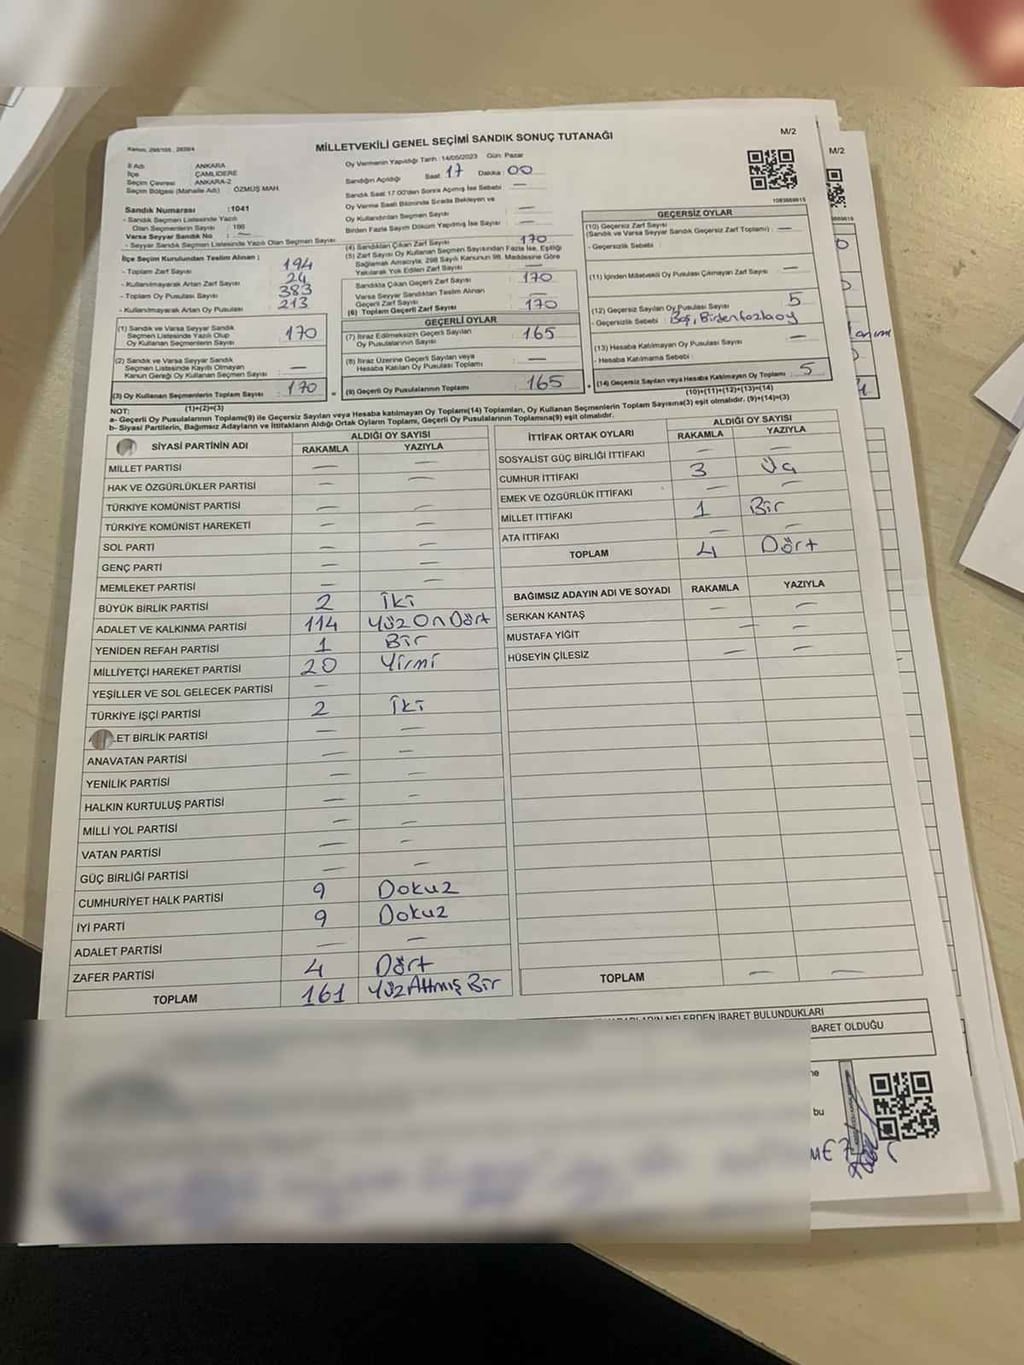 MİLLETVEKİLİ GENEL SEÇİMİ SANDIK SONUÇ TUTANAĞI
M/2
M/2
İl Adı : ANKARA
İlçe : ÇAMLIDERE
Seçim Çevresi : ANKARA-2
Seçim Bölgesi (Mahalle Adı) : ÖZMUŞ MAH.
Oy Vermenin Yapıldığı Tarih : 14/05/2023 Gün: Pazar
Sandığın Açıldığı Saat : 17 Dakika : 00
Sandık Saat 17:00'den Sonra Açılmış İse Sebebi : —
Oy Verme Saati Bitiminde Sırada Bekleyen ve
Oy Kullandırılan Seçmen Sayısı : —
Birden Fazla Sayım Dökum Yapılmış İse Sayısı : —
Sandık Numarası : 1041
- Sandık Seçmen Listesinde Yazılı
Olan Seçmenlerin Sayısı : 186
Varsa Seyyar Sandık No : —
- Seyyar Sandık Seçmen Listesinde Yazılı Olan Seçmen Sayısı
İlçe Seçim Kurulundan Teslim Alınan ;
- Toplam Zarf Sayısı : 194
- Kullanılmayarak Artan Zarf Sayısı : 24
- Toplam Oy Pusulası Sayısı : 383
- Kullanılmayarak Artan Oy Pusulası : 213
(1) Sandık ve Varsa Seyyar Sandık
Seçmen Listesinde Yazılı Olup
Oy Kullanan Seçmenlerin Sayısı : 170
(2) Sandık ve Varsa Seyyar Sandık
Seçmen Listesinde Kayıtlı Olmayan
Kanun Gereği Oy Kullanan Seçmen Sayısı : —
(3) Oy Kullanan Seçmenlerin Toplam Sayısı : 170
(1)+(2)=(3)
(4) Sandıktan Çıkan Zarf Sayısı : 170
(5) Zarf Sayısı Oy Kullanan Seçmen Sayısından Fazla İse, Eşitliği
Sağlamak Amacıyla, 298 Sayılı Kanunun 98. Maddesine Göre
Yakılarak Yok Edilen Zarf Sayısı : —
Sandıkta Çıkan Geçerli Zarf Sayısı : 170
Varsa Seyyar Sandıktan Teslim Alınan
Geçerli Zarf Sayısı : —
(6) Toplam Geçerli Zarf Sayısı : 170
GEÇERLİ OYLAR
(7) İtiraz Edilmeksizin Geçerli Sayılan
Oy Pusulalarının Sayısı : 165
(8) İtiraz Üzerine Geçerli Sayılan veya
Hesaba Katılan Oy Pusulası Toplamı : —
(9) Geçerli Oy Pusulalarının Toplamı : 165
GEÇERSİZ OYLAR
(10) Geçersiz Zarf Sayısı
(Sandık ve Varsa Seyyar Sandık Geçersiz Zarf Toplamı) : —
- Geçersizlik Sebebi :
(11) İçinden Milletvekili Oy Pusulası Çıkmayan Zarf Sayısı : —
(12) Geçersiz Sayılan Oy Pusulası Sayısı : 5
- Geçersizlik Sebebi : Boş, Birden fazla oy
(13) Hesaba Katılmayan Oy Pusulası Sayısı : —
- Hesaba Katılmama Sebebi :
(14) Geçersiz Sayılan veya Hesaba Katılmayan Oy Toplamı : 5
(10)+(11)+(12)+(13)=(14)
NOT:
a- Geçerli Oy Pusulalarının Toplamı(9) ile Geçersiz Sayılan veya Hesaba katılmayan Oy Toplamı(14) Toplamları, Oy Kullanan Seçmenlerin Toplam Sayısına(3) eşit olmalıdır. (9)+(14)=(3)
b- Siyasi Partilerin, Bağımsız Adayların ve İttifakların Aldığı Ortak Oyların Toplamı, Geçerli Oy Pusulalarının Toplamına(9) eşit olmalıdır.
SİYASİ PARTİNİN ADI ALDIĞI OY SAYISI
RAKAMLA YAZIYLA
MİLLET PARTİSİ — —
HAK VE ÖZGÜRLÜKLER PARTİSİ — —
TÜRKİYE KOMÜNİST PARTİSİ — —
TÜRKİYE KOMÜNİST HAREKETİ — —
SOL PARTİ — —
GENÇ PARTİ — —
MEMLEKET PARTİSİ — —
BÜYÜK BİRLİK PARTİSİ 2 İki
ADALET VE KALKINMA PARTİSİ 114 Yüz On Dört
YENİDEN REFAH PARTİSİ 1 Bir
MİLLİYETÇİ HAREKET PARTİSİ 20 Yirmi
YEŞİLLER VE SOL GELECEK PARTİSİ —
TÜRKİYE İŞÇİ PARTİSİ 2 İki
ET BİRLİK PARTİSİ — —
ANAVATAN PARTİSİ — —
YENİLİK PARTİSİ — —
HALKIN KURTULUŞ PARTİSİ — —
MİLLİ YOL PARTİSİ — —
VATAN PARTİSİ — —
GÜÇ BİRLİĞİ PARTİSİ — —
CUMHURİYET HALK PARTİSİ 9 Dokuz
İYİ PARTİ 9 Dokuz
ADALET PARTİSİ — —
ZAFER PARTİSİ 4 Dört
TOPLAM 161 Yüz Atmış Bir
İTTİFAK ORTAK OYLARI ALDIĞI OY SAYISI
RAKAMLA YAZIYLA
SOSYALİST GÜÇ BİRLİĞİ İTTİFAKI — —
CUMHUR İTTİFAKI 3 Üç
EMEK VE ÖZGÜRLÜK İTTİFAKI — —
MİLLET İTTİFAKI 1 Bir
ATA İTTİFAKI — —
TOPLAM 4 Dört
BAĞIMSIZ ADAYIN ADI VE SOYADI RAKAMLA YAZIYLA
SERKAN KANTAŞ — —
MUSTAFA YİĞİT — —
HÜSEYİN ÇİLESİZ — —
TOPLAM — —
NELERDEN İBARET BULUNDUKLARI
BARET OLDUĞU
bu